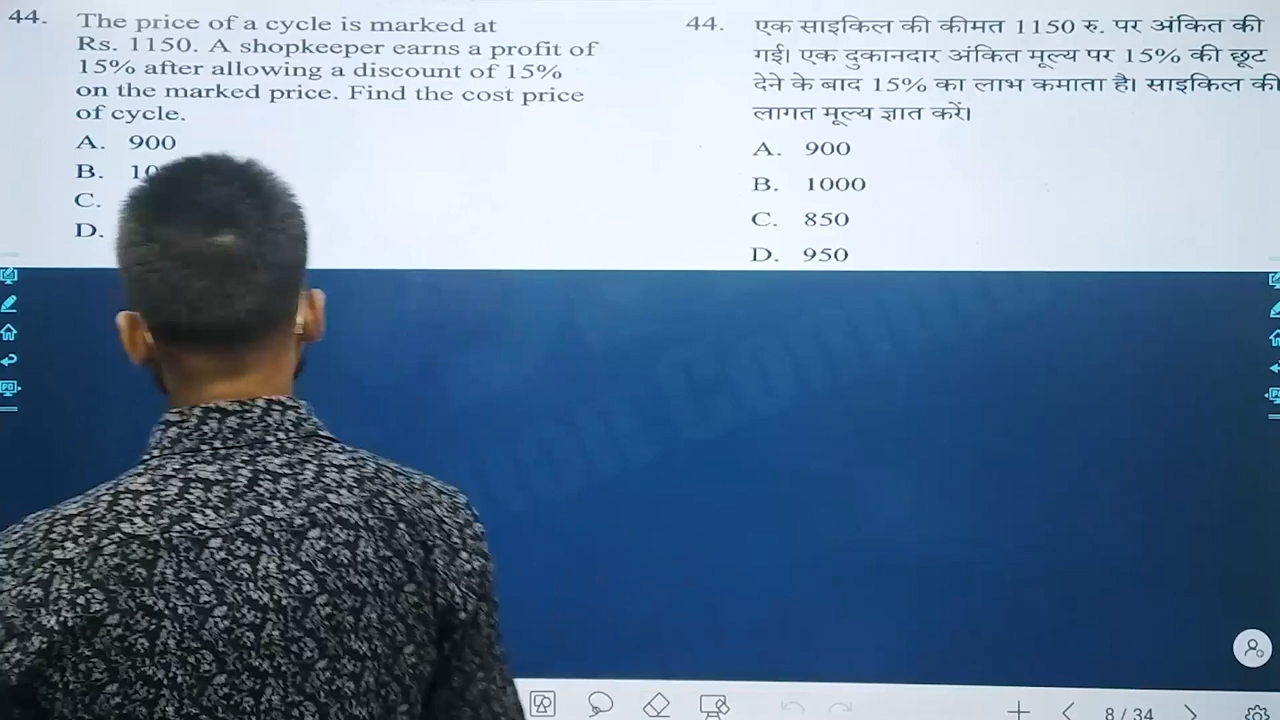 44. The price of a cycle is marked at
Rs. 1150. A shopkeeper earns a profit of
15% after allowing a discount of 15%
on the marked price. Find the cost price
of cycle.
A. 900
B.
C.
D.
44. एक साइकिल की कीमत 1150 रु. पर अंकित की
गई। एक दुकानदार अंकित मूल्य पर 15% की छूट
देने के बाद 15% का लाभ कमाता है। साइकिल की
लागत मूल्य ज्ञात करें।
A. 900
B. 1000
C. 850
D. 950
8 / 34